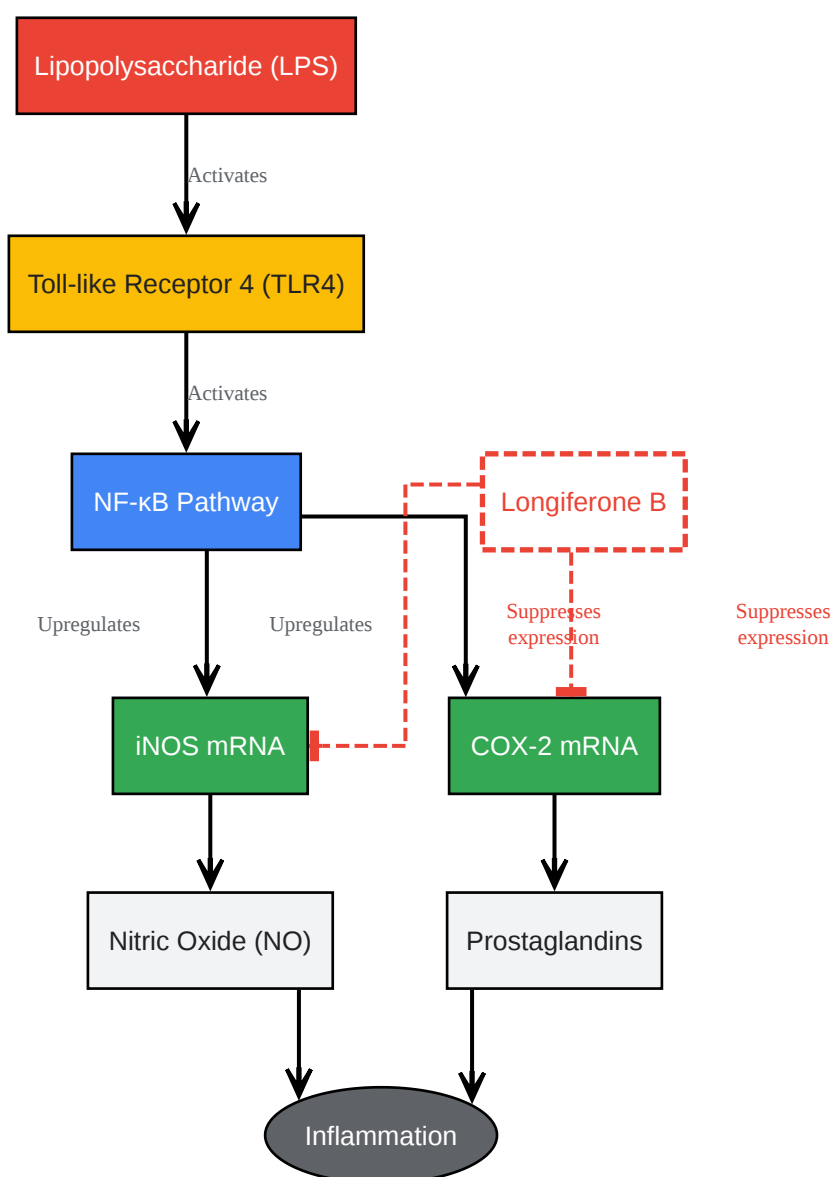 Lipopolysaccharide (LPS)
Activates
Toll-like Receptor 4 (TLR4)
Activates
NF-κB Pathway
Longiferone B
Upregulates
Upregulates
Suppresses
expression
Suppresses
expression
iNOS mRNA
COX-2 mRNA
Nitric Oxide (NO)
Prostaglandins
Inflammation